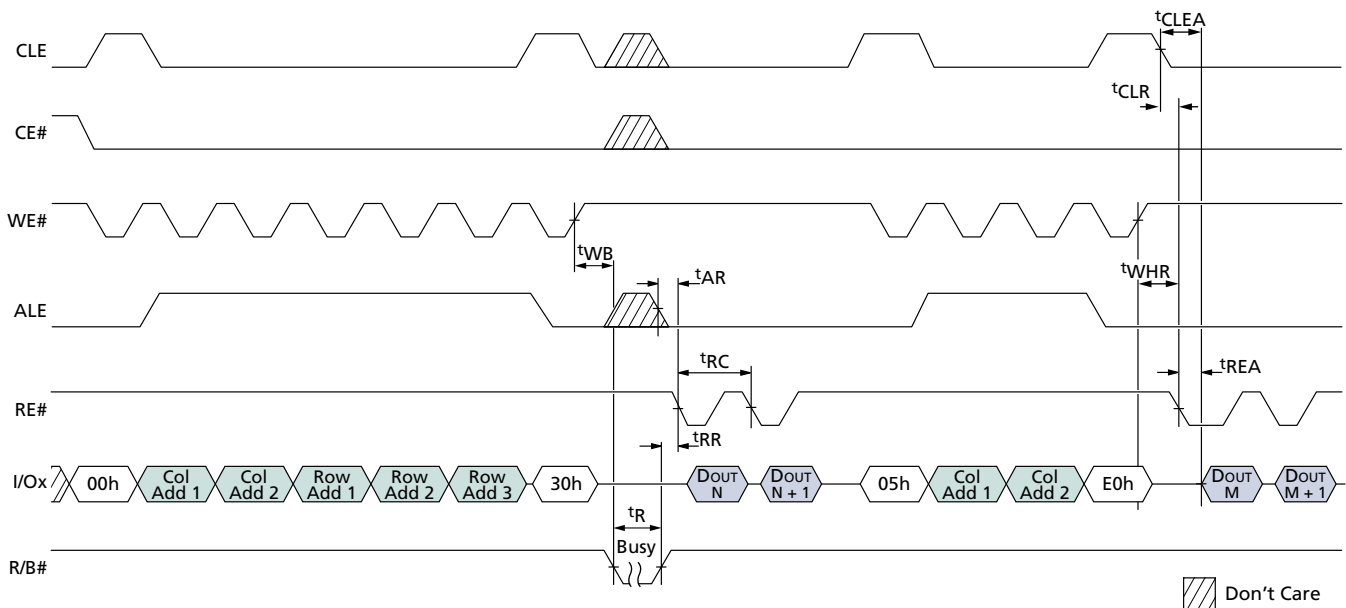 CLE
tCLEA
tCLR
CE#
WE#
tWB
tWHR
tAR
ALE
tRC
tREA
RE#
tRR
I/Ox
00h
Col
Add 1
Col
Add 2
Row
Add 1
Row
Add 2
Row
Add 3
30h
DOUT
N
DOUT
N + 1
05h
Col
Add 1
Col
Add 2
E0h
DOUT
M
DOUT
M + 1
tR
Busy
R/B#
Don't Care